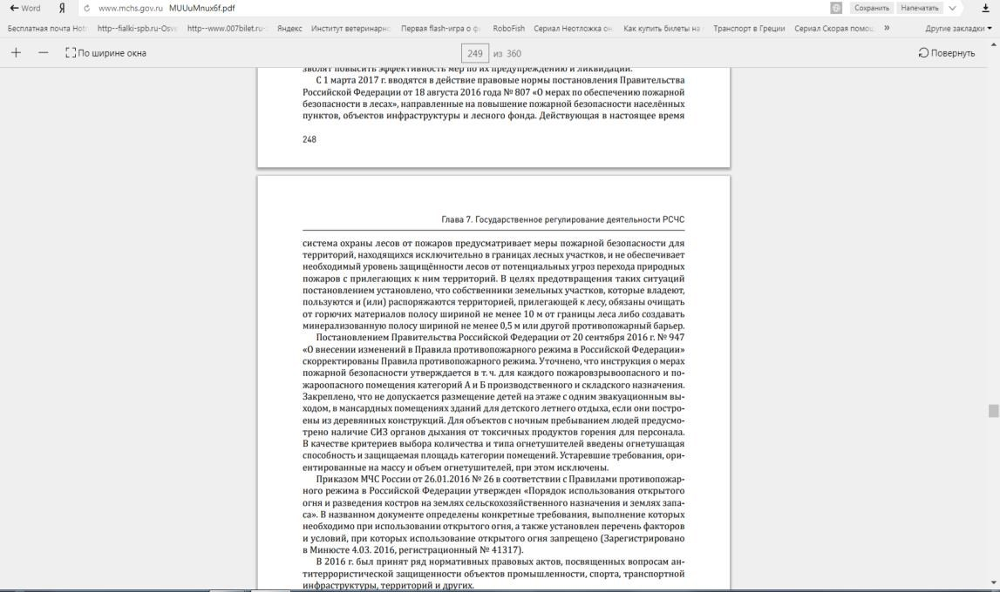 Word
Я
www.mchs.gov.ru MUUuMnux6f.pdf
Сохранить
Напечатать
Бесплатная почта Hotr
http--fialki-spb.ru-Osve
http--www.007bilet.ru-
Яндекс
Институт ветеринарно
Первая flash-игра о ф
RoboFish
Сериал Неотложка он
Как купить билеты на
Транспорт в Греции
Сериал Скорая помощ
»
Другие закладки
По ширине окна
249 из 360
Повернуть
зволят повысить эффективность мер по их предупреждению и ликвидации.
С 1 марта 2017 г. вводятся в действие правовые нормы постановления Правительства
Российской Федерации от 18 августа 2016 года № 807 «О мерах по обеспечению пожарной
безопасности в лесах», направленные на повышение пожарной безопасности населённых
пунктов, объектов инфраструктуры и лесного фонда. Действующая в настоящее время
248
Глава 7. Государственное регулирование деятельности РСЧС
система охраны лесов от пожаров предусматривает меры пожарной безопасности для
территорий, находящихся исключительно в границах лесных участков, и не обеспечивает
необходимый уровень защищённости лесов от потенциальных угроз перехода природных
пожаров с прилегающих к ним территорий. В целях предотвращения таких ситуаций
постановлением установлено, что собственники земельных участков, которые владеют,
пользуются и (или) распоряжаются территорией, прилегающей к лесу, обязаны очищать
от горючих материалов полосу шириной не менее 10 м от границы леса либо создавать
минерализованную полосу шириной не менее 0,5 м или другой противопожарный барьер.
Постановлением Правительства Российской Федерации от 20 сентября 2016 г. № 947
«О внесении изменений в Правила противопожарного режима в Российской Федерации»
скорректированы Правила противопожарного режима. Уточнено, что инструкция о мерах
пожарной безопасности утверждается в т. ч. для каждого пожаровзрывоопасного и по-
жароопасного помещения категорий А и Б производственного и складского назначения.
Закреплено, что не допускается размещение детей на этаже с одним эвакуационным вы-
ходом, в мансардных помещениях зданий для детского летнего отдыха, если они постро-
ены из деревянных конструкций. Для объектов с ночным пребыванием людей предусмо-
трено наличие СИЗ органов дыхания от токсичных продуктов горения для персонала.
В качестве критериев выбора количества и типа огнетушителей введены огнетушащая
способность и защищаемая площадь категории помещений. Устаревшие требования, ори-
ентированные на массу и объем огнетушителей, при этом исключены.
Приказом МЧС России от 26.01.2016 № 26 в соответствии с Правилами противопожар-
ного режима в Российской Федерации утвержден «Порядок использования открытого
огня и разведения костров на землях сельскохозяйственного назначения и землях запа-
са». В названном документе определены конкретные требования, выполнение которых
необходимо при использовании открытого огня, а также установлен перечень факторов
и условий, при которых использование открытого огня запрещено (Зарегистрировано
в Минюсте 4.03. 2016, регистрационный № 41317).
В 2016 г. был принят ряд нормативных правовых актов, посвященных вопросам ан-
титеррористической защищенности объектов промышленности, спорта, транспортной
инфраструктуры, территорий и других.